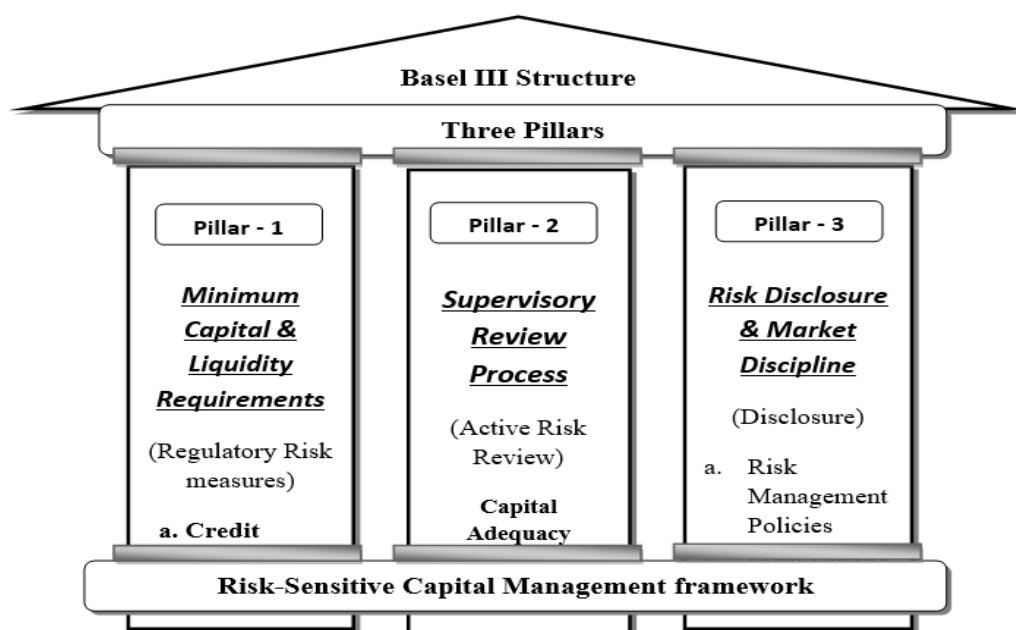 Basel III Structure
Three Pillars
Pillar - 1
Minimum
Capital &
Liquidity
Requirements
(Regulatory Risk
measures)
a. Credit
Pillar - 2
Supervisory
Review
Process
(Active Risk
Review)
Capital
Adequacy
Pillar - 3
Risk Disclosure
& Market
Discipline
(Disclosure)
a. Risk
Management
Policies
Risk-Sensitive Capital Management framework